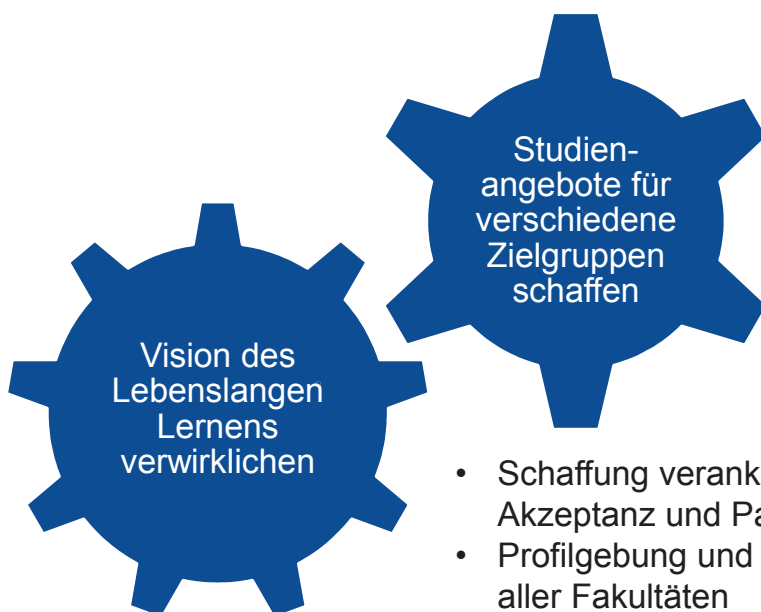 Studien-
angebote für
verschiedene
Zielgruppen
schaffen
Vision des
Lebenslangen
Lernens
verwirklichen
• Schaffung verank
Akzeptanz und Pa
• Profilgebung und
aller Fakultäten